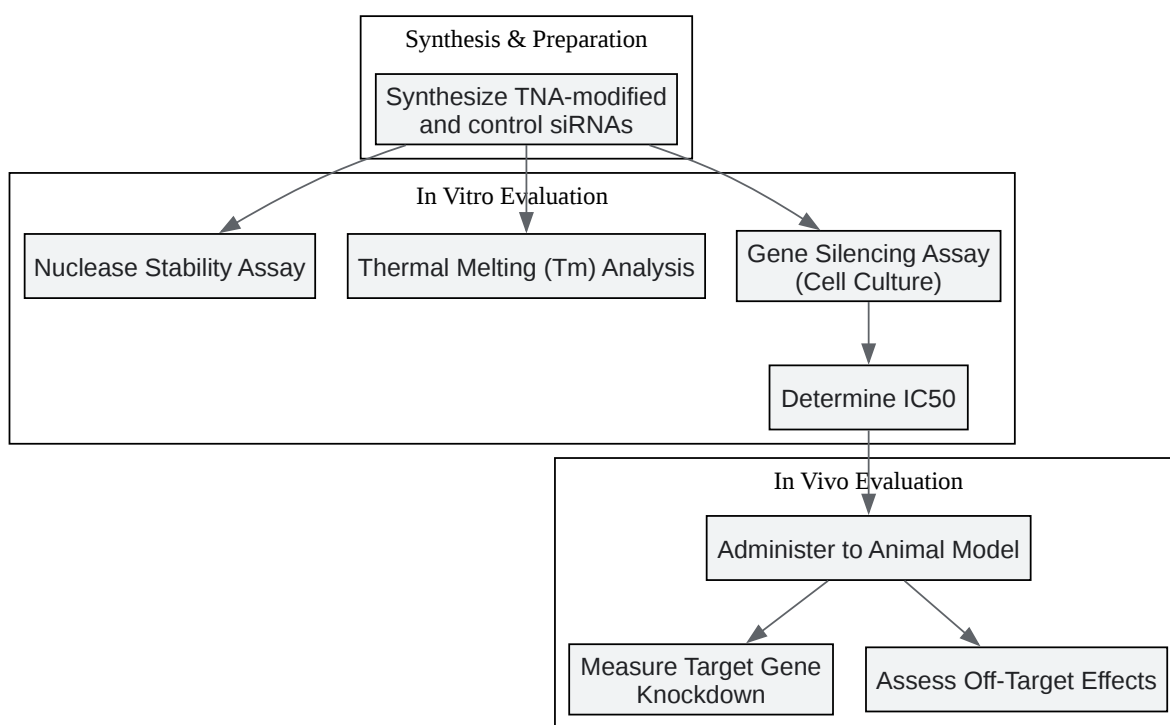 Synthesis & Preparation
Synthesize TNA-modified
and control siRNAs
In Vitro Evaluation
Nuclease Stability Assay
Thermal Melting (Tm) Analysis
Gene Silencing Assay
(Cell Culture)
Determine IC50
In Vivo Evaluation
Administer to Animal Model
Measure Target Gene
Knockdown
Assess Off-Target Effects